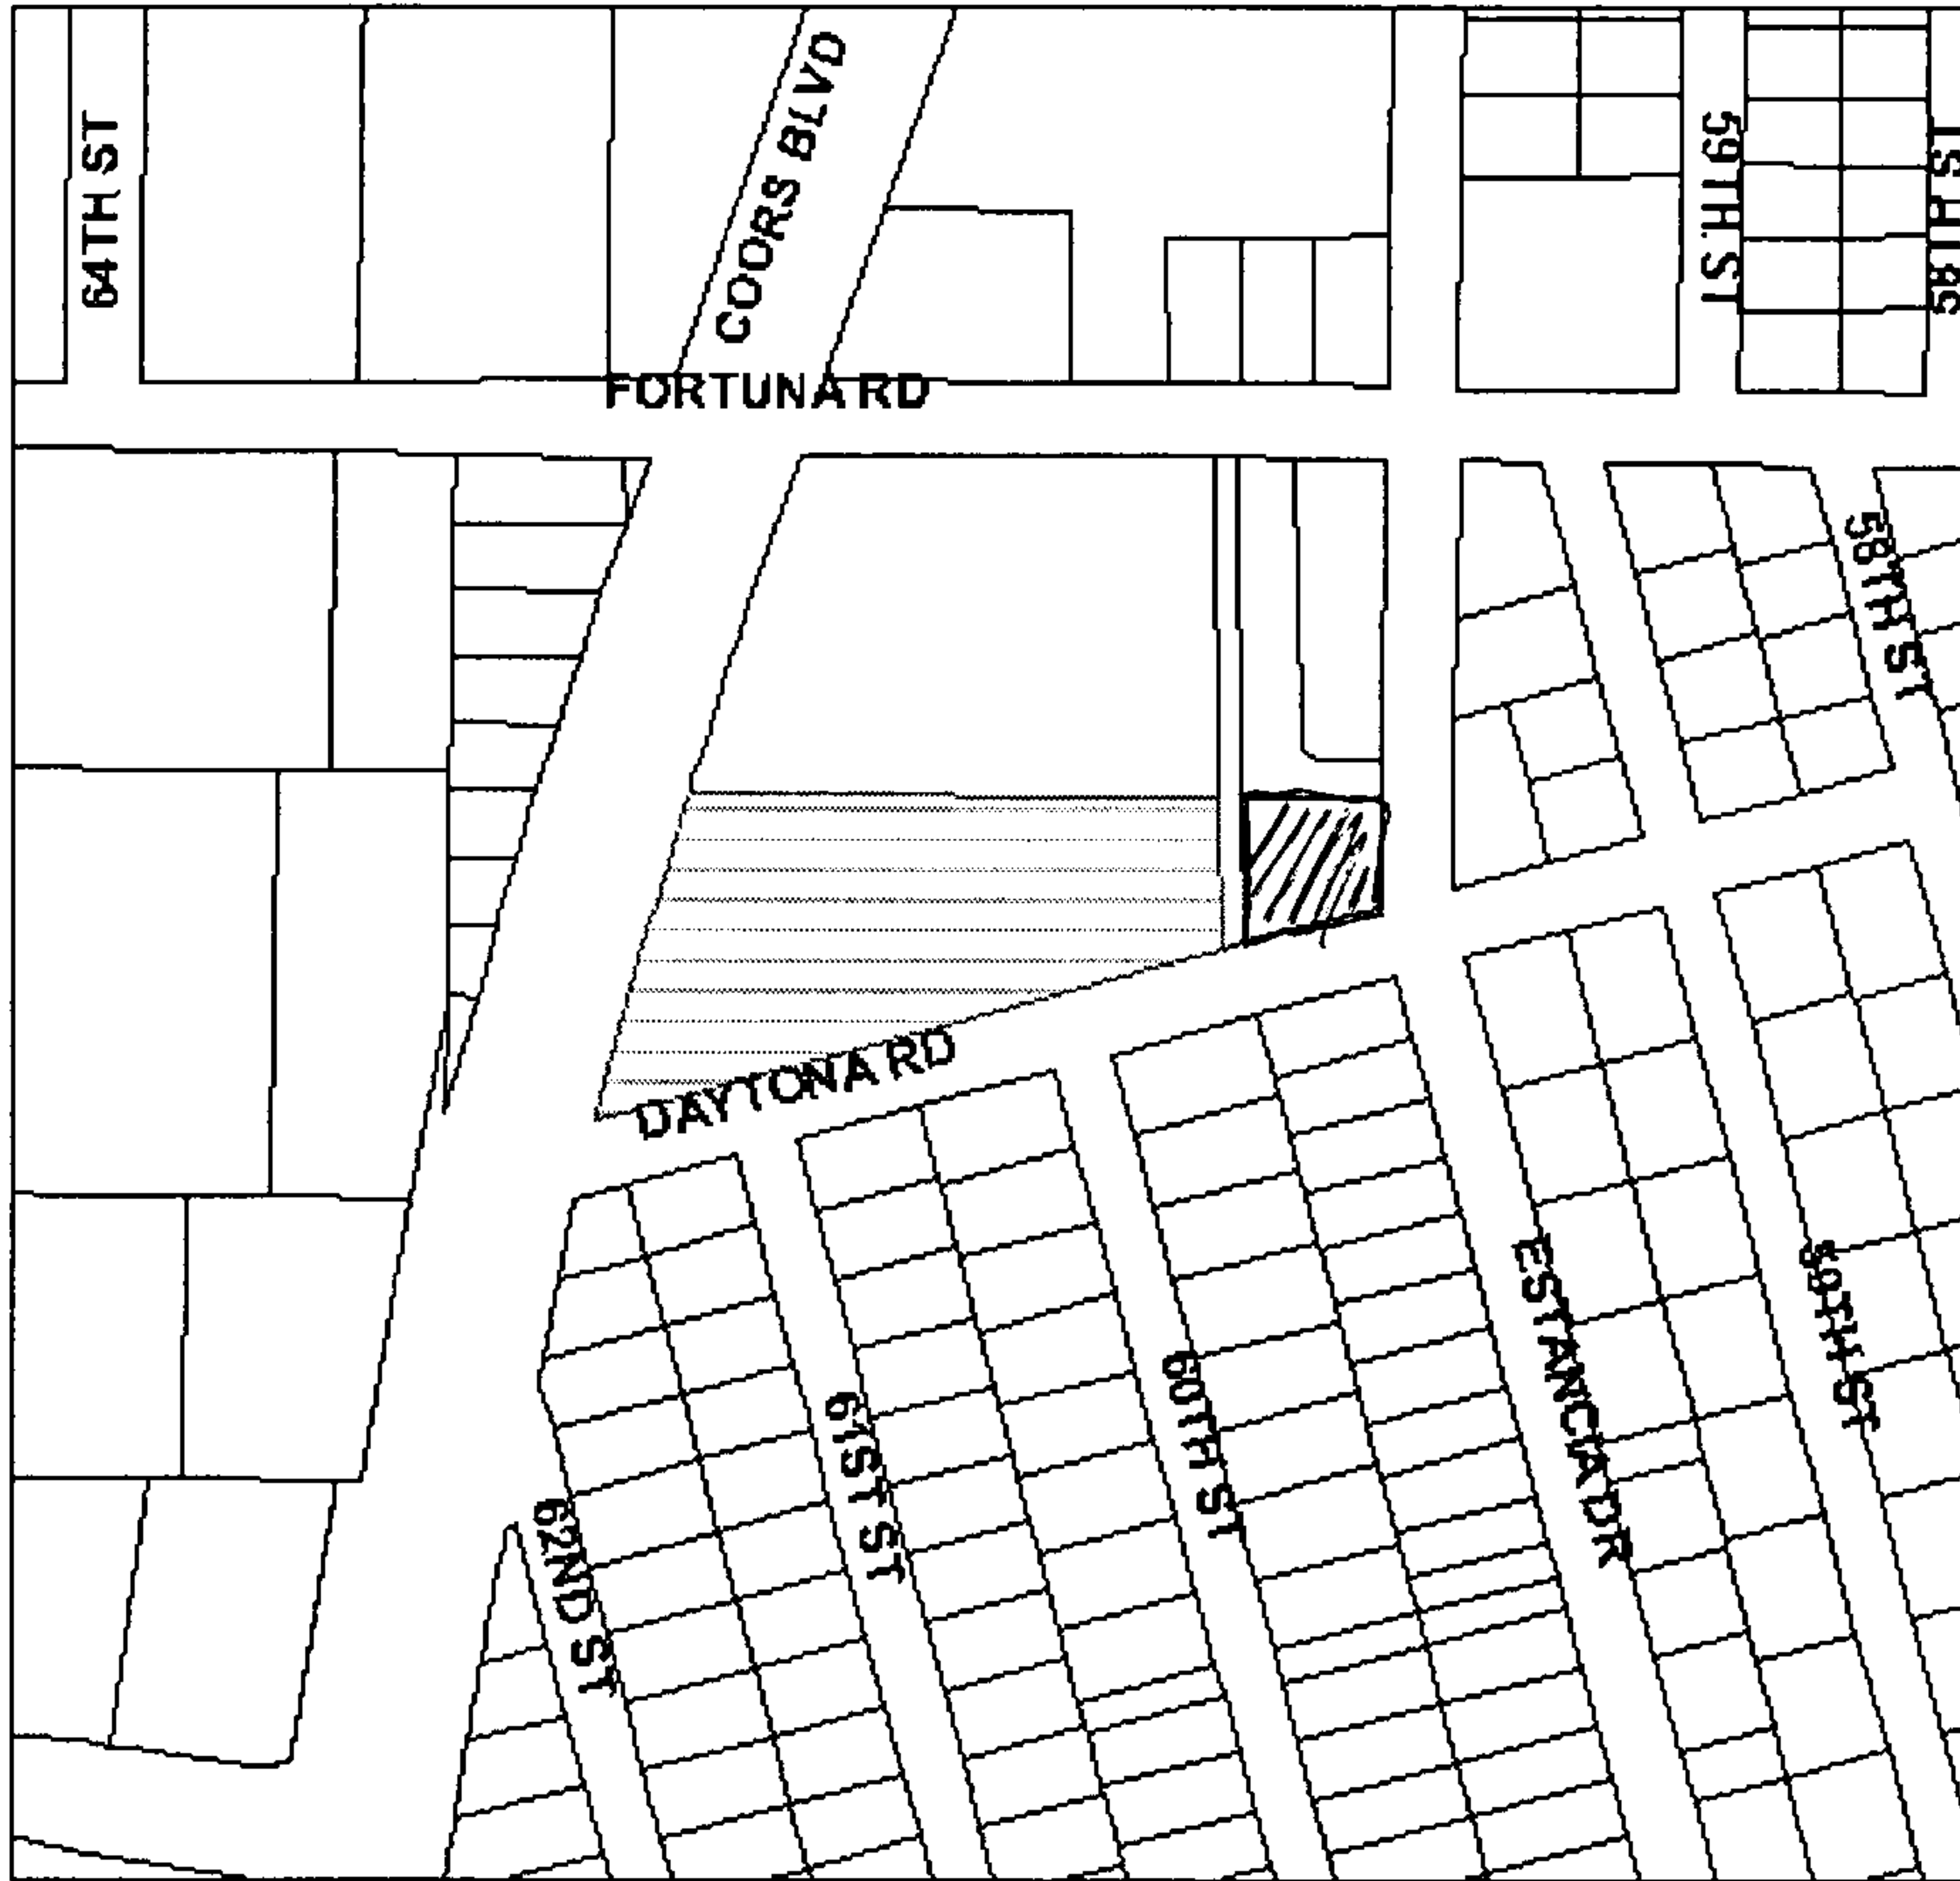 64TH ST
COORS BLVD
59TH ST
58TH ST
FORTUNA RD
58TH ST
DAYTONA RD
62ND ST
61ST ST
60TH ST
ESTANCIA DR
59TH ST